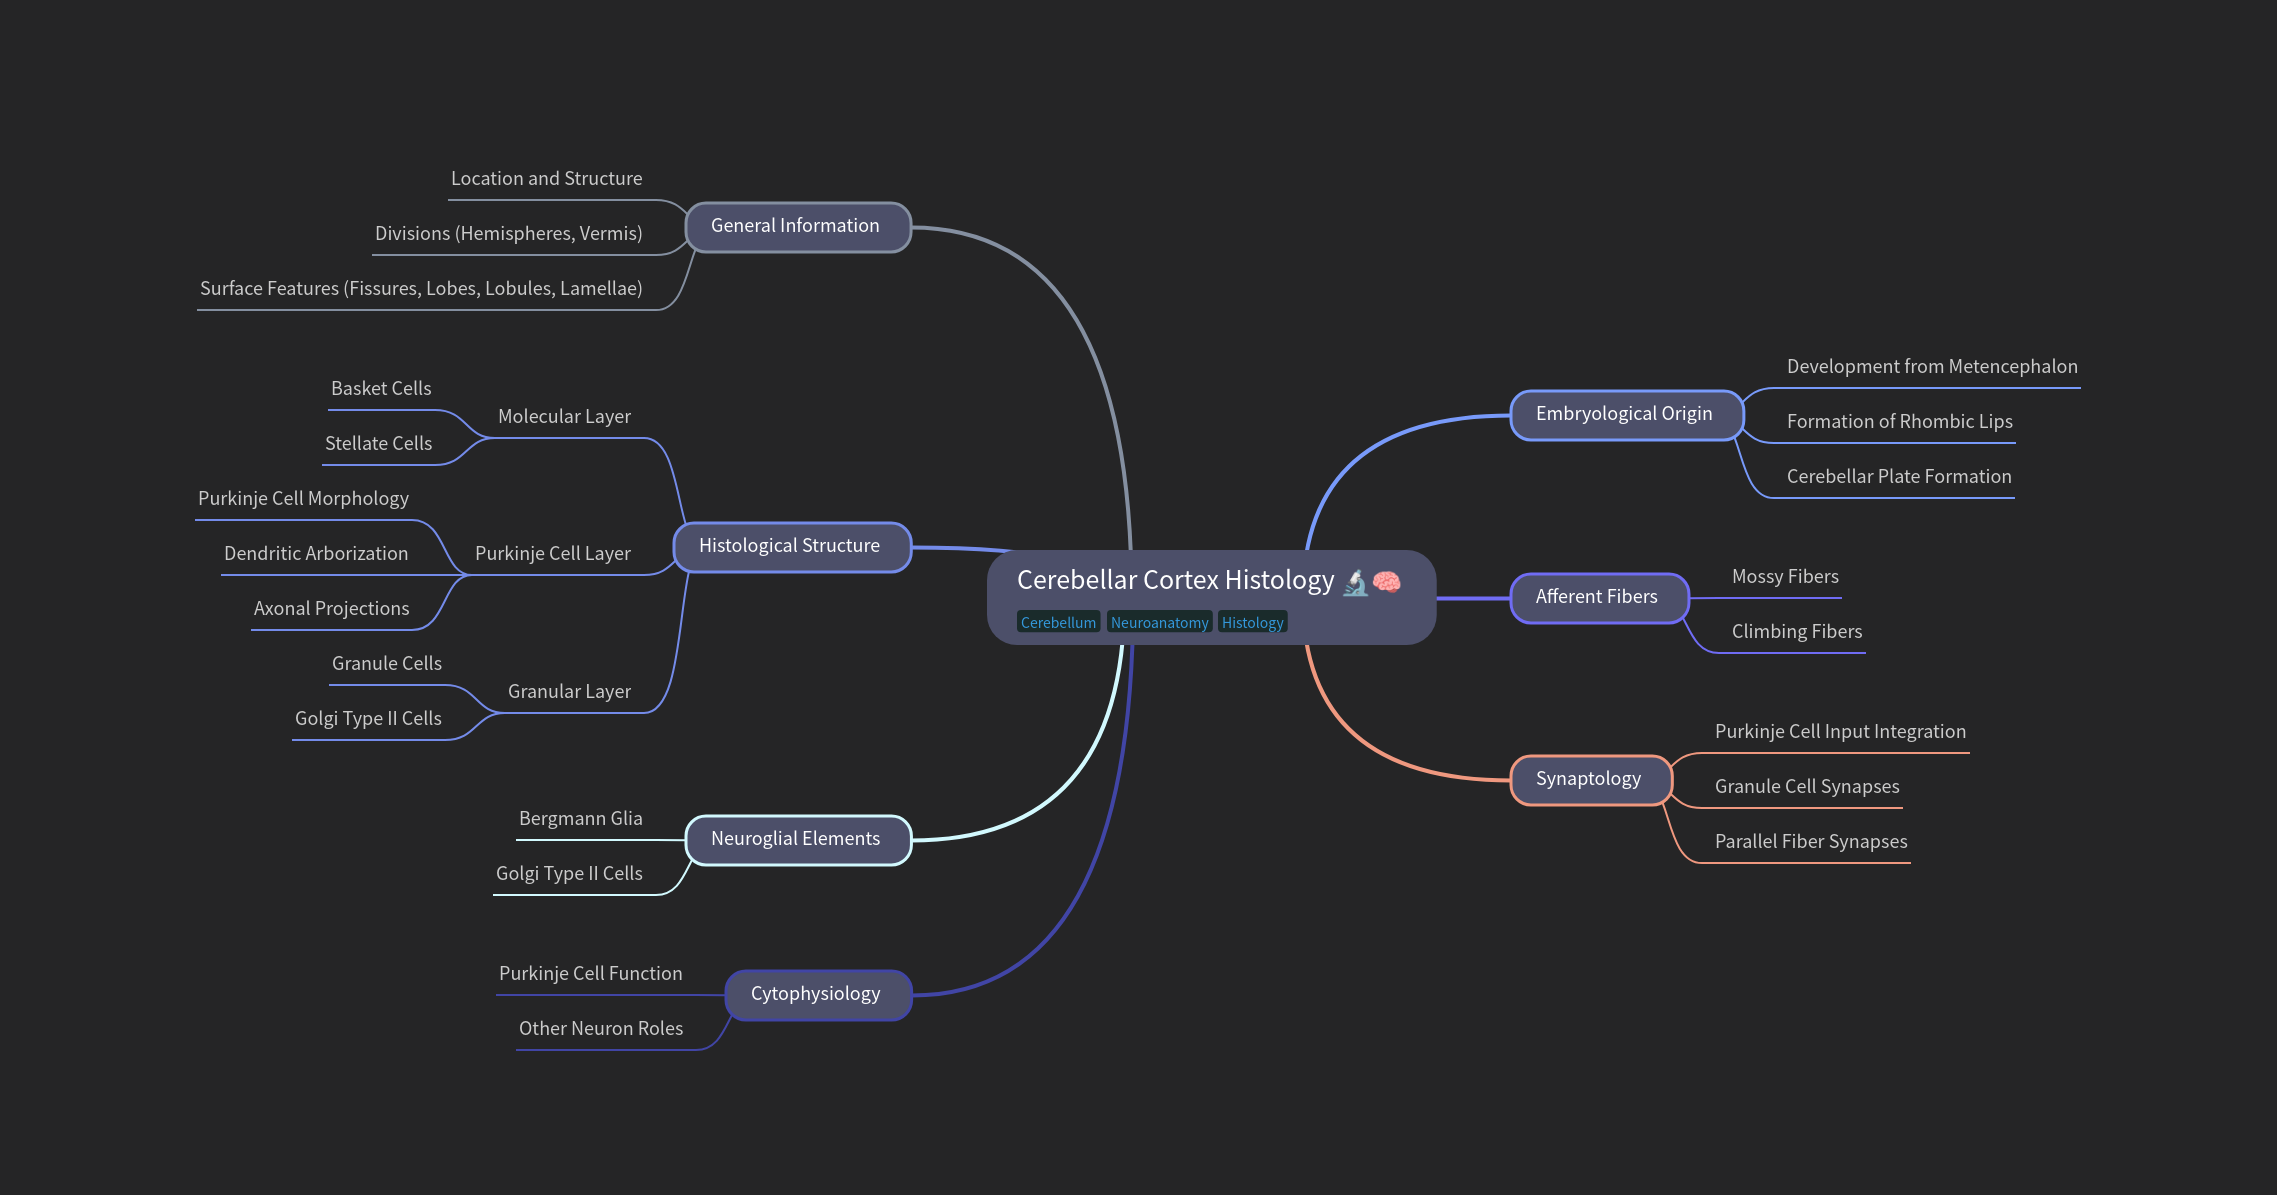 Cerebellar Cortex Histology 🔬🧠
Cerebellum Neuroanatomy Histology
General Information
Location and Structure
Divisions (Hemispheres, Vermis)
Surface Features (Fissures, Lobes, Lobules, Lamellae)
Histological Structure
Molecular Layer
Basket Cells
Stellate Cells
Purkinje Cell Layer
Purkinje Cell Morphology
Dendritic Arborization
Axonal Projections
Granular Layer
Granule Cells
Golgi Type II Cells
Neuroglial Elements
Bergmann Glia
Golgi Type II Cells
Cytophysiology
Purkinje Cell Function
Other Neuron Roles
Embryological Origin
Development from Metencephalon
Formation of Rhombic Lips
Cerebellar Plate Formation
Afferent Fibers
Mossy Fibers
Climbing Fibers
Synaptology
Purkinje Cell Input Integration
Granule Cell Synapses
Parallel Fiber Synapses